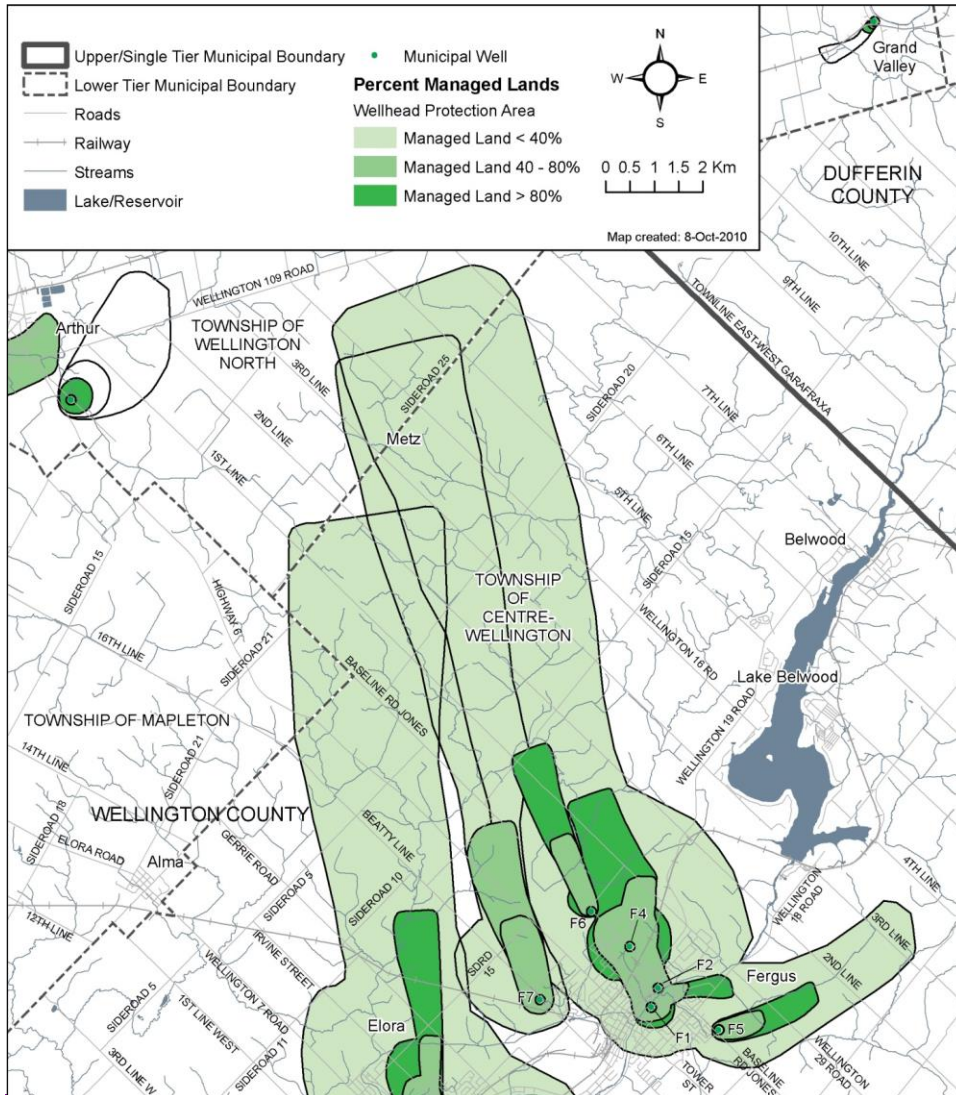 Upper/Single Tier Municipal Boundary
Lower Tier Municipal Boundary
Roads
Railway
Streams
Lake/Reservoir
Municipal Well
Percent Managed Lands
Wellhead Protection Area
Managed Land < 40%
Managed Land 40 - 80%
Managed Land > 80%
N
W
E
S
0 0.5 1 1.5 2 Km
Map created: 8-Oct-2010
Grand
Valley
DUFFERIN
COUNTY
10TH LINE
9TH LINE
TOWNLINE EAST-WEST GARAFRAXA
WELLINGTON 109 ROAD
Arthur
TOWNSHIP OF
WELLINGTON
NORTH
3RD LINE
SIDEROAD 25
SIDEROAD 20
7TH LINE
2ND LINE
Metz
6TH LINE
1ST LINE
5TH LINE
SIDEROAD 15
Belwood
SIDEROAD 15
HIGHWAY 6
TOWNSHIP
OF
CENTRE-
WELLINGTON
16TH LINE
SIDEROAD 21
WELLINGTON 16 RD
BASELINE RD JONES
Lake Belwood
WELLINGTON 19 ROAD
TOWNSHIP OF MAPLETON
14TH LINE
SIDEROAD 21
SIDEROAD 18
WELLINGTON COUNTY
ELORA ROAD
Alma
GERRIE ROAD
BEATTY LINE
SIDEROAD 5
SIDEROAD 10
4TH LINE
WELLINGTON
18 ROAD
12TH LINE
IRVINE STREET
F6
F4
3RD LINE
SDRD
15
F2
Fergus
2ND LINE
WELLINGTON 7 ROAD
SIDEROAD 5
1ST LINE WEST
F7
Elora
F1
F5
SIDEROAD 11
3RD LINE W
TOWER
ST
BASELINE
RD JONES
WELLINGTON
29 ROAD